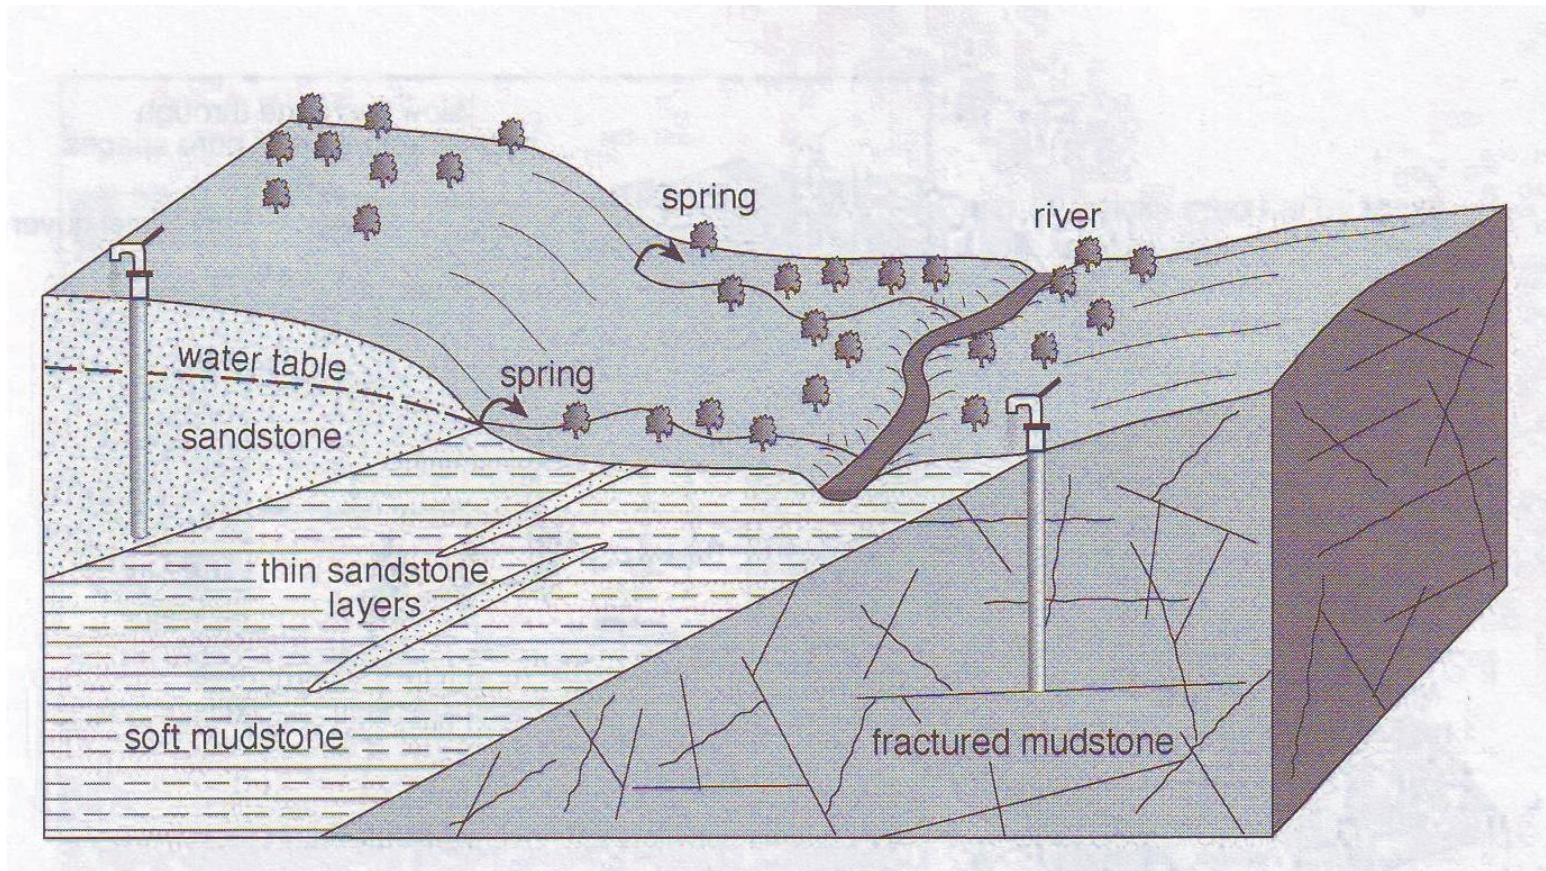 spring
river
water table
spring
sandstone
thin sandstone
layers
soft mudstone
fractured mudstone